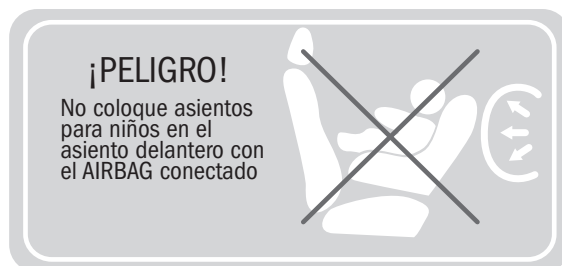 ¡PELIGRO!
No coloque asientos
para niños en el
asiento delantero con
el AIRBAG conectado